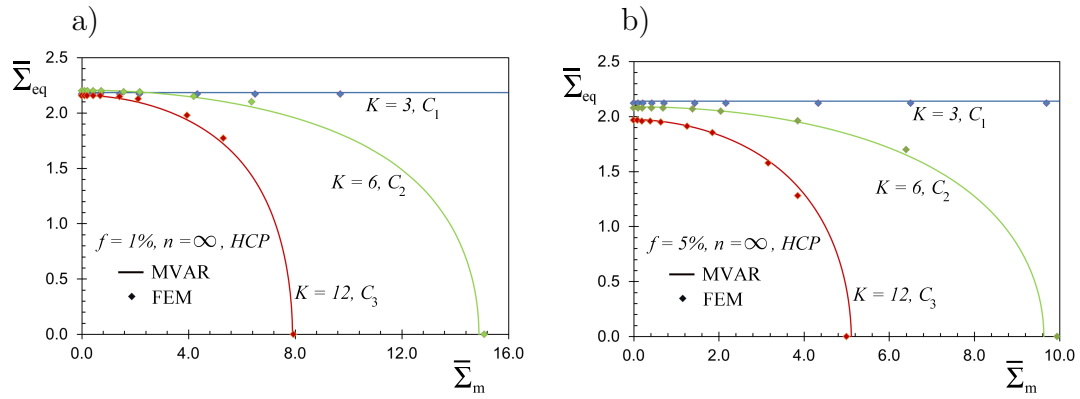 a)
2.5
2.0
1.5
1.0
0.5
0.0
Σ̅eq
K = 3, C1
K = 6, C2
K = 12, C3
f = 1%, n = ∞ , HCP
MVAR
FEM
0.0 4.0 8.0 12.0 16.0
Σ̅m
b)
2.5
2.0
1.5
1.0
0.5
0.0
Σ̅eq
K = 3, C1
K = 6, C2
K = 12, C3
f = 5%, n = ∞ , HCP
MVAR
FEM
0.0 2.0 4.0 6.0 8.0 10.0
Σ̅m